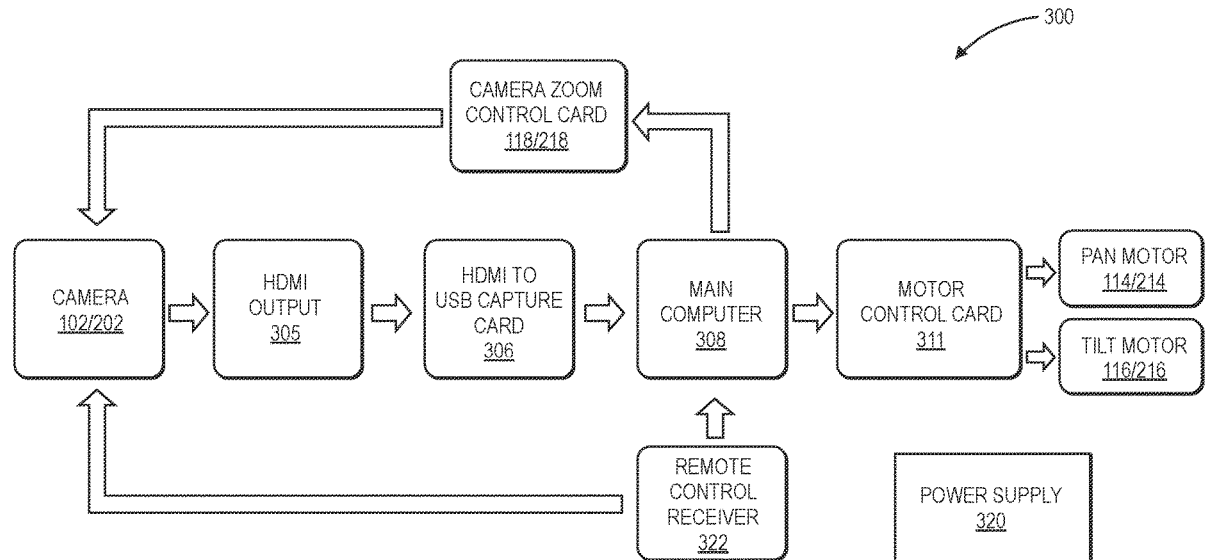 300
CAMERA ZOOM
CONTROL CARD
118/218
CAMERA
102/202
HDMI
OUTPUT
305
HDMI TO
USB CAPTURE
CARD
306
MAIN
COMPUTER
308
MOTOR
CONTROL CARD
311
PAN MOTOR
114/214
TILT MOTOR
116/216
REMOTE
CONTROL
RECEIVER
322
POWER SUPPLY
320